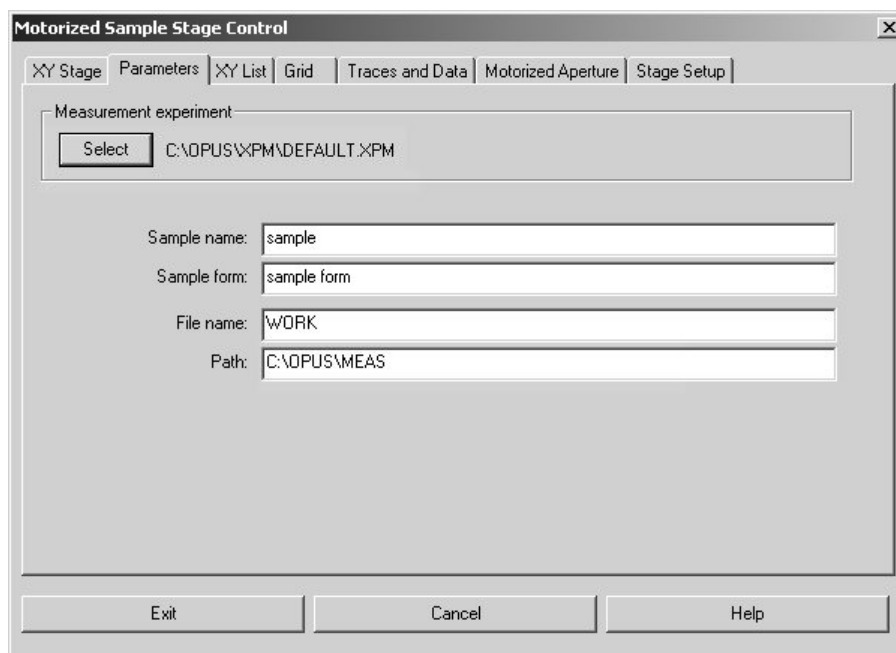 Motorized Sample Stage Control
XY Stage Parameters XY List Grid Traces and Data Motorized Aperture Stage Setup
Measurement experiment
Select C:\OPUS\XPM\DEFAULT.XPM
Sample name: sample
Sample form: sample form
File name: WORK
Path: C:\OPUS\MEAS
Exit Cancel Help